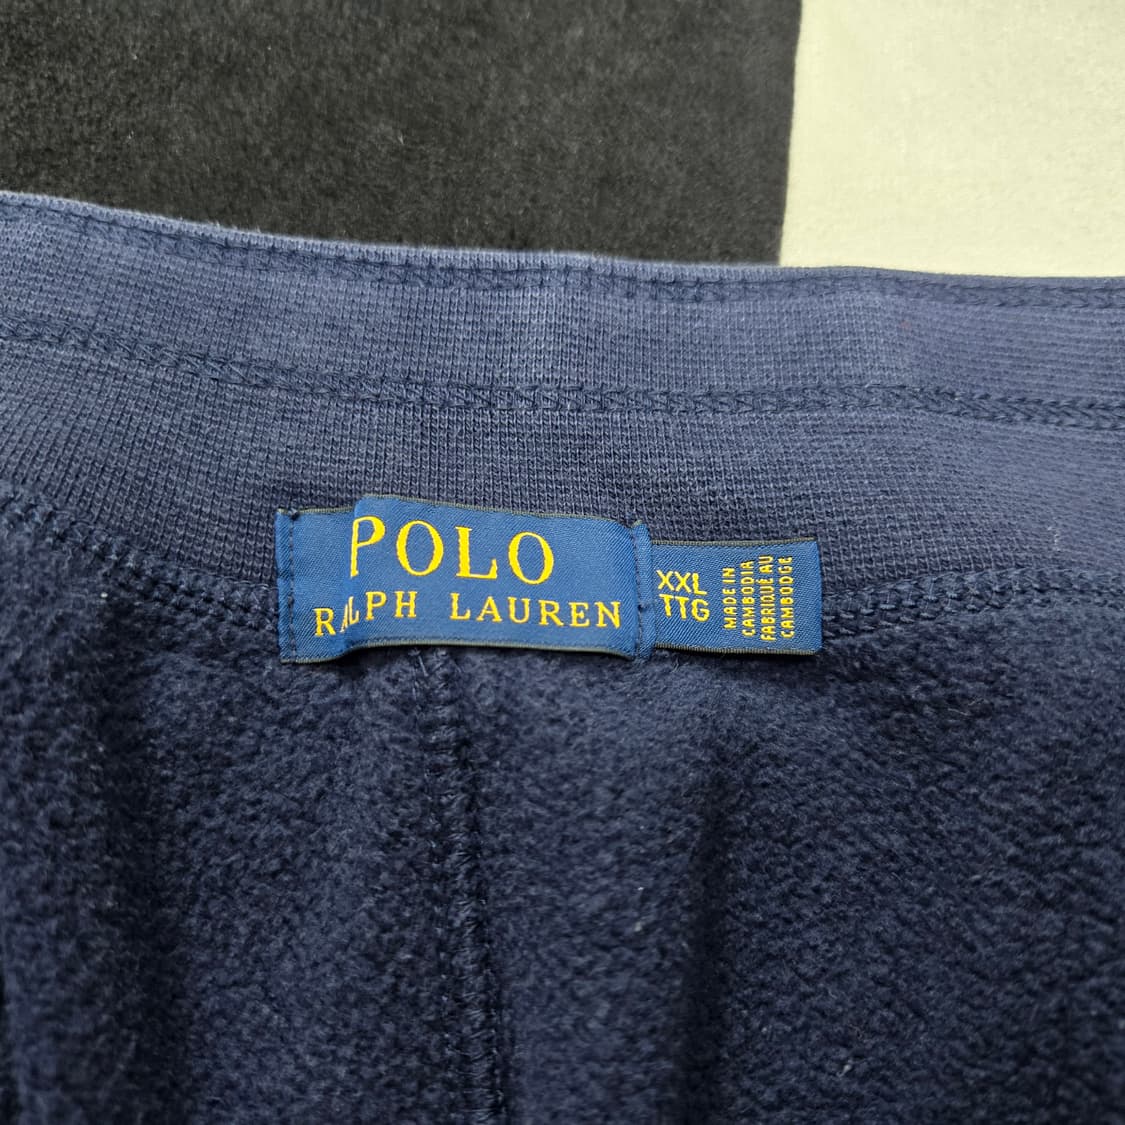 POLO
RALPH LAUREN
XXL
TTG
MADE IN
CAMBODIA
FABRIQUÉ AU
CAMBODGE